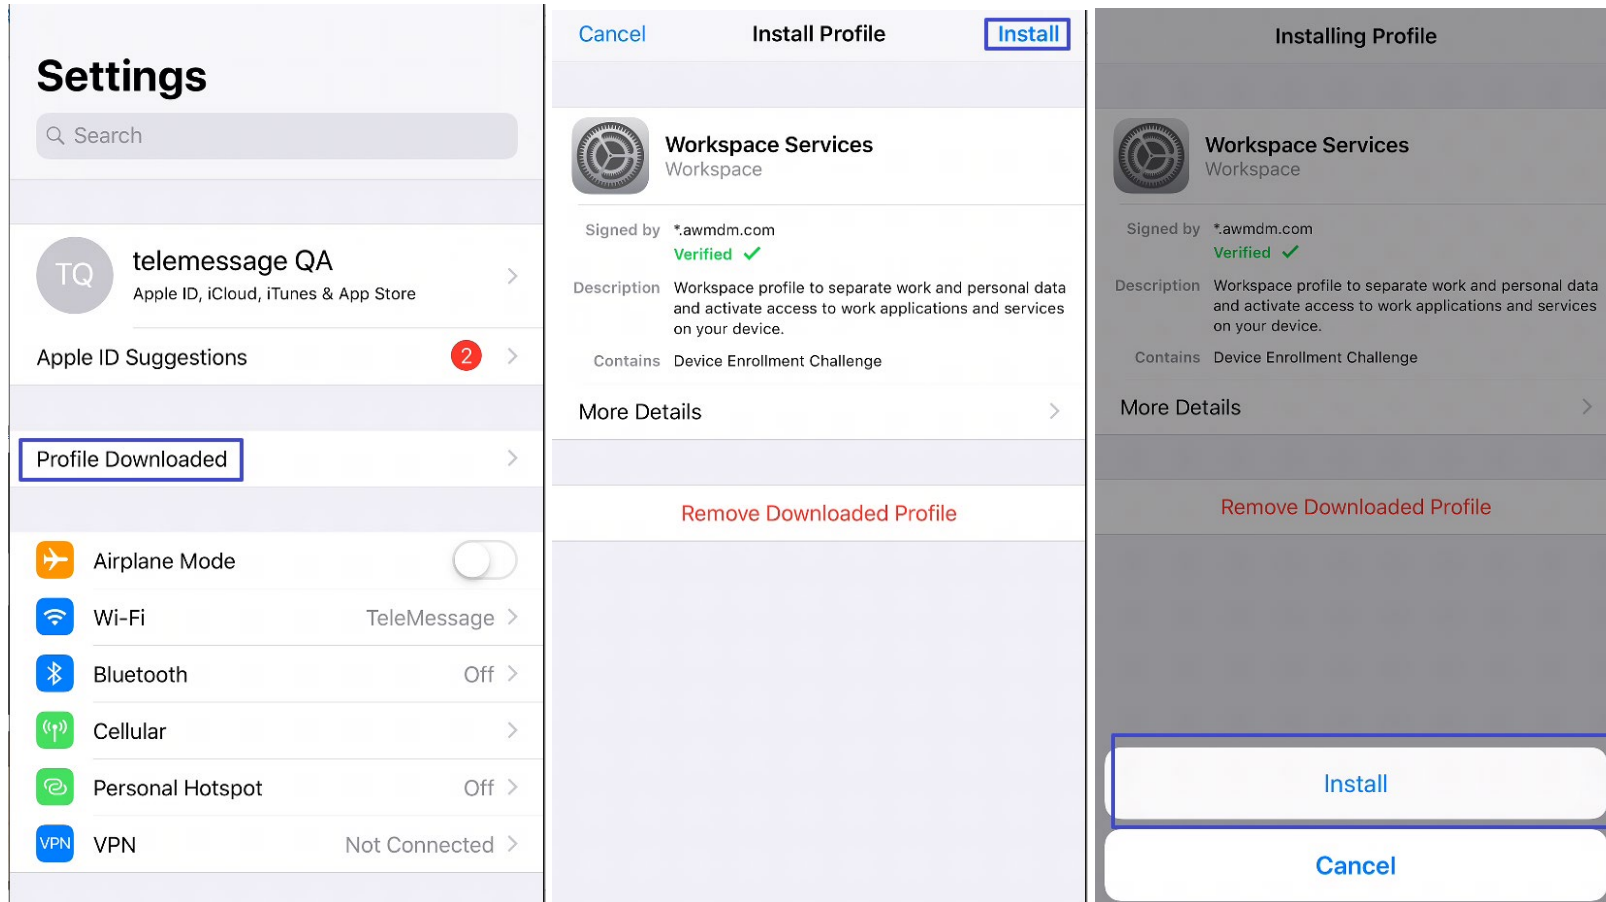 Settings
Search
TQ
telemessage QA
Apple ID, iCloud, iTunes & App Store
Apple ID Suggestions 2
Profile Downloaded
Airplane Mode
Wi-Fi TeleMessage
Bluetooth Off
Cellular
Personal Hotspot Off
VPN VPN Not Connected
Cancel Install Profile Install
Workspace Services
Workspace
Signed by *.awmdm.com
Verified
Description Workspace profile to separate work and personal data
and activate access to work applications and services
on your device.
Contains Device Enrollment Challenge
More Details
Remove Downloaded Profile
Installing Profile
Workspace Services
Workspace
Signed by *.awmdm.com
Verified
Description Workspace profile to separate work and personal data
and activate access to work applications and services
on your device.
Contains Device Enrollment Challenge
More Details
Remove Downloaded Profile
Install
Cancel